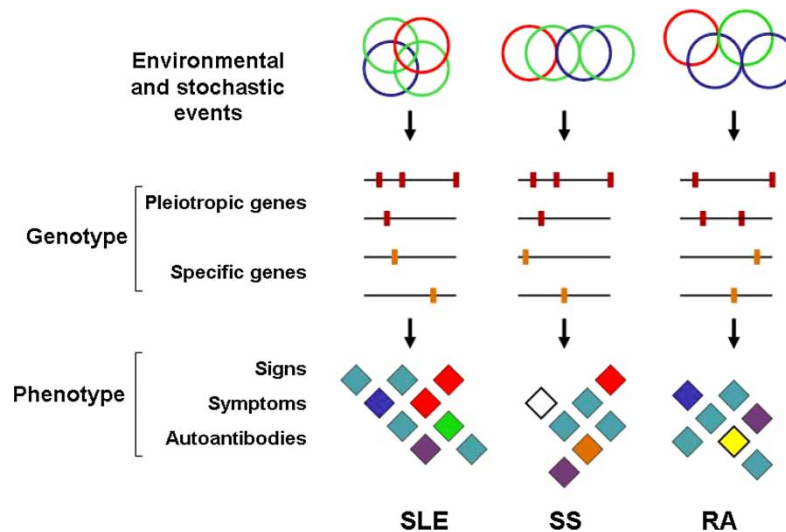 Environmental
and stochastic
events
Pleiotropic genes
Genotype
Specific genes
Signs
Phenotype
Symptoms
Autoantibodies
SLE
SS
RA